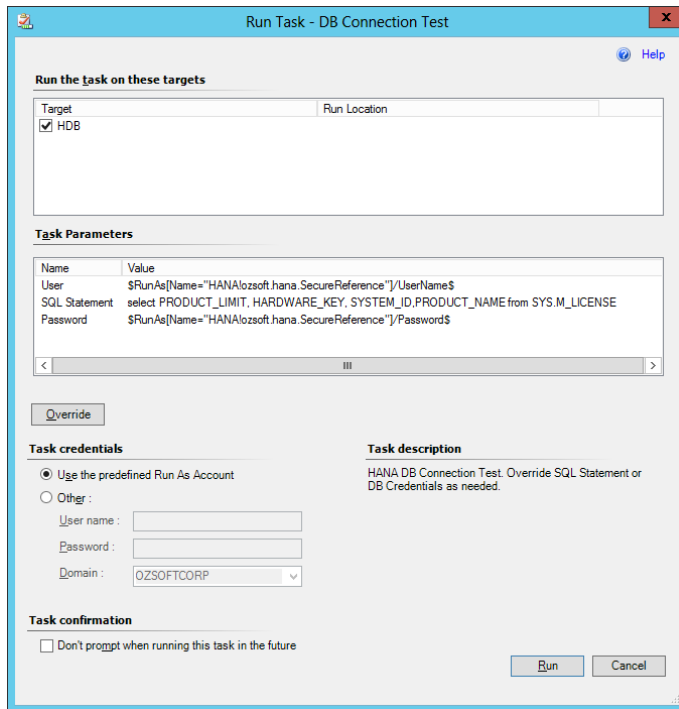 Run Task - DB Connection Test
x
Help
Run the task on these targets
Target Run Location
HDB
Task Parameters
Name Value
User $RunAs[Name="HANA!ozsoft.hana.SecureReference"]/UserName$
SQL Statement select PRODUCT_LIMIT, HARDWARE_KEY, SYSTEM_ID,PRODUCT_NAME from SYS.M_LICENSE
Password $RunAs[Name="HANA!ozsoft.hana.SecureReference"]/Password$
Override
Task credentials
Use the predefined Run As Account
Other :
User name :
Password :
Domain : OZSOFTCORP
Task description
HANA DB Connection Test. Override SQL Statement or
DB Credentials as needed.
Task confirmation
Don't prompt when running this task in the future
Run Cancel